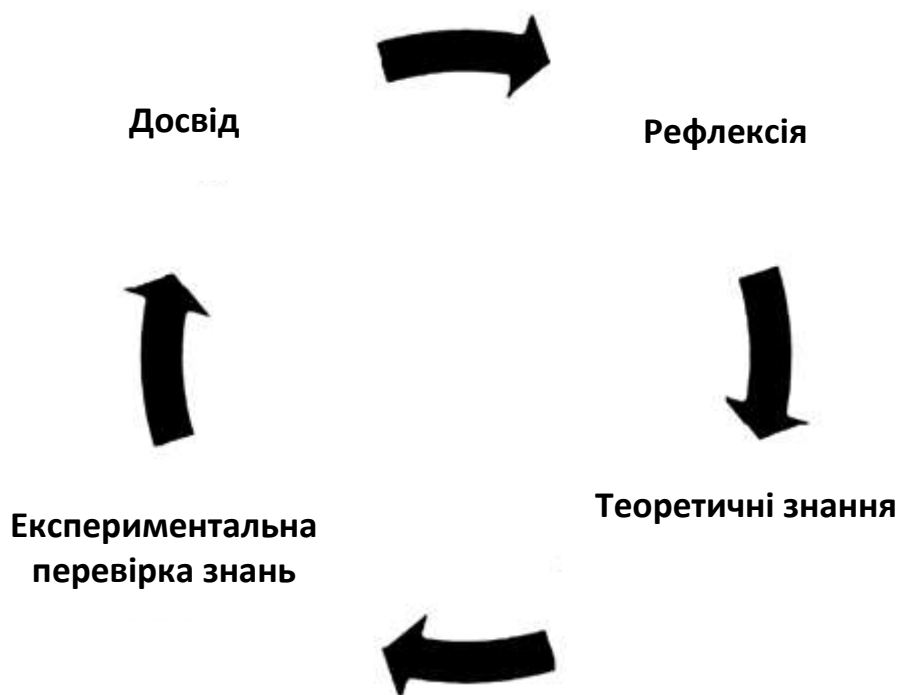 Досвід
Рефлексія
Теоретичні знання
Експериментальна
перевірка знань